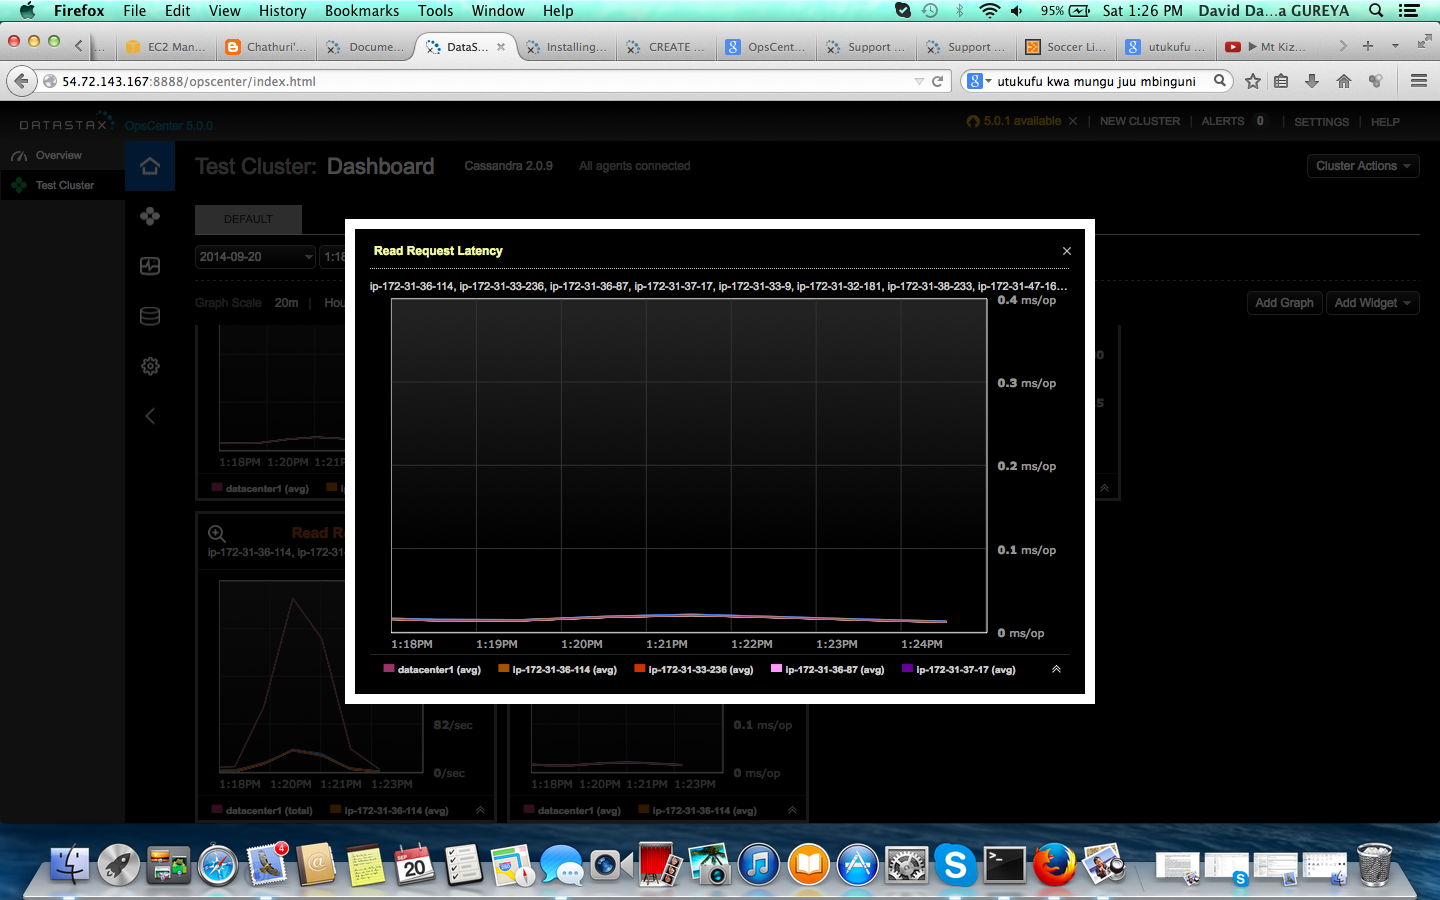 Firefox File Edit View History Bookmarks Tools Window Help 95% Sat 1:26 PM David Da...a GUREYA
... EC2 Man... Chathuri'... Docume... DataS... Installing... CREATE ... OpsCent... Support ... Support ... Soccer Li... utukufu ... Mt Kiz...
54.72.143.167:8888/opscenter/index.html utukufu kwa mungu juu mbinguni
DATASTAX OpsCenter 5.0.0 5.0.1 available NEW CLUSTER | ALERTS 0 | SETTINGS | HELP
Overview
Test Cluster
Test Cluster: Dashboard Cassandra 2.0.9 All agents connected Cluster Actions
DEFAULT
2014-09-20 1:18
Graph Scale 20m | Hou
Add Graph Add Widget
Read Request Latency
ip-172-31-36-114, ip-172-31-33-236, ip-172-31-36-87, ip-172-31-37-17, ip-172-31-33-9, ip-172-31-32-181, ip-172-31-38-233, ip-172-31-47-16...
0.4 ms/op
0.3 ms/op
0.2 ms/op
0.1 ms/op
0 ms/op
1:18PM 1:19PM 1:20PM 1:21PM 1:22PM 1:23PM 1:24PM
datacenter1 (avg) ip-172-31-36-114 (avg) ip-172-31-33-236 (avg) ip-172-31-36-87 (avg) ip-172-31-37-17 (avg)
1:18PM 1:20PM 1:21
datacenter1 (avg)
Read R
ip-172-31-36-114, ip-172-31
82/sec
0/sec
1:18PM 1:20PM 1:21PM 1:23PM
datacenter1 (total) ip-172-31-36-114 (avg)
0.1 ms/op
0 ms/op
1:18PM 1:20PM 1:21PM 1:23PM
datacenter1 (avg) ip-172-31-36-114 (avg)
4
SEP
20